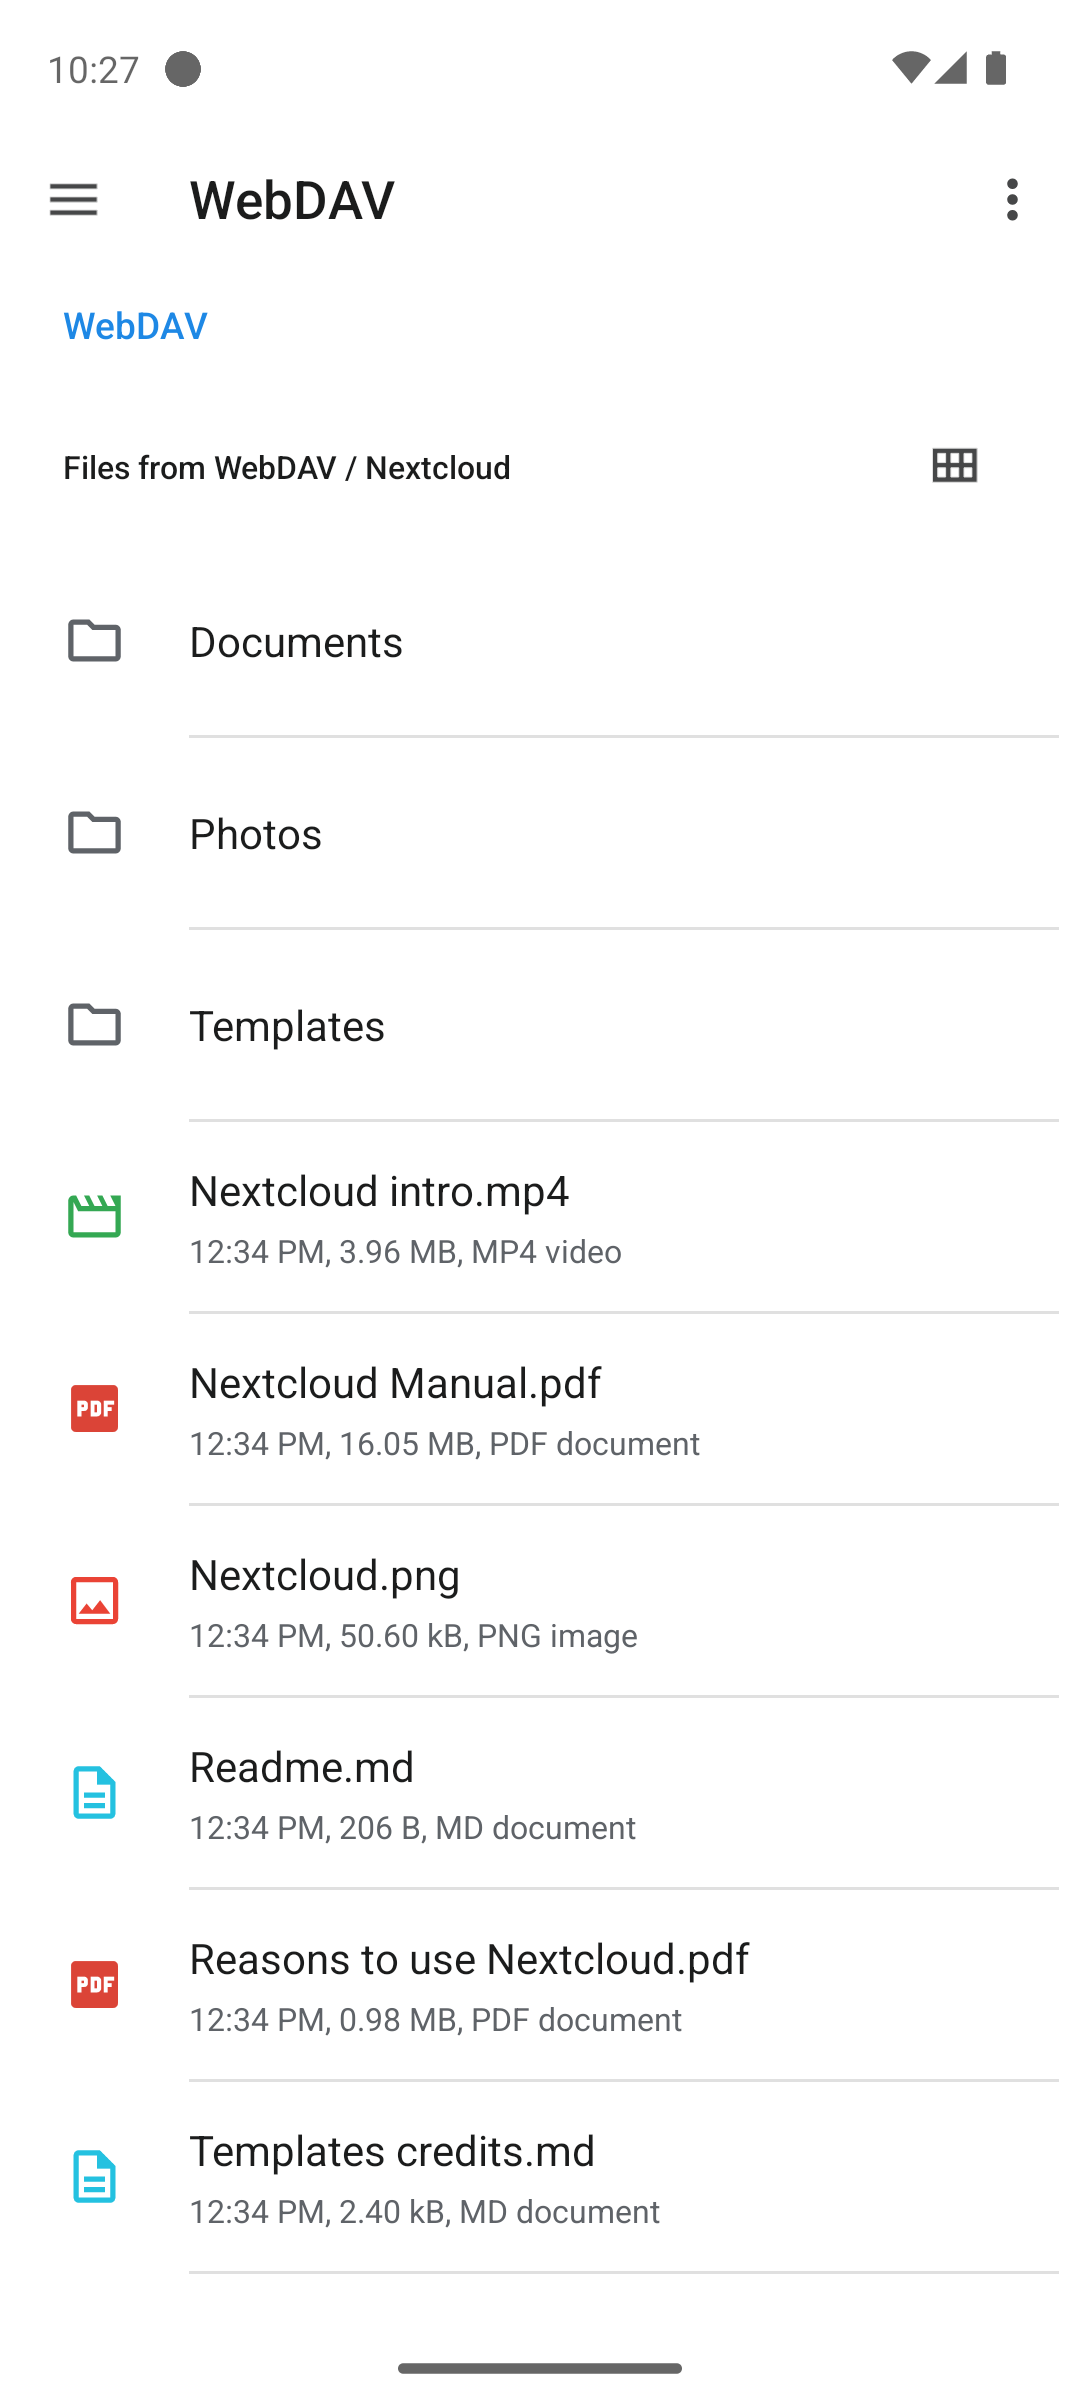 10:27
WebDAV
WebDAV
Files from WebDAV / Nextcloud
Documents
Photos
Templates
Nextcloud intro.mp4
12:34 PM, 3.96 MB, MP4 video
PDF
Nextcloud Manual.pdf
12:34 PM, 16.05 MB, PDF document
Nextcloud.png
12:34 PM, 50.60 kB, PNG image
Readme.md
12:34 PM, 206 B, MD document
PDF
Reasons to use Nextcloud.pdf
12:34 PM, 0.98 MB, PDF document
Templates credits.md
12:34 PM, 2.40 kB, MD document